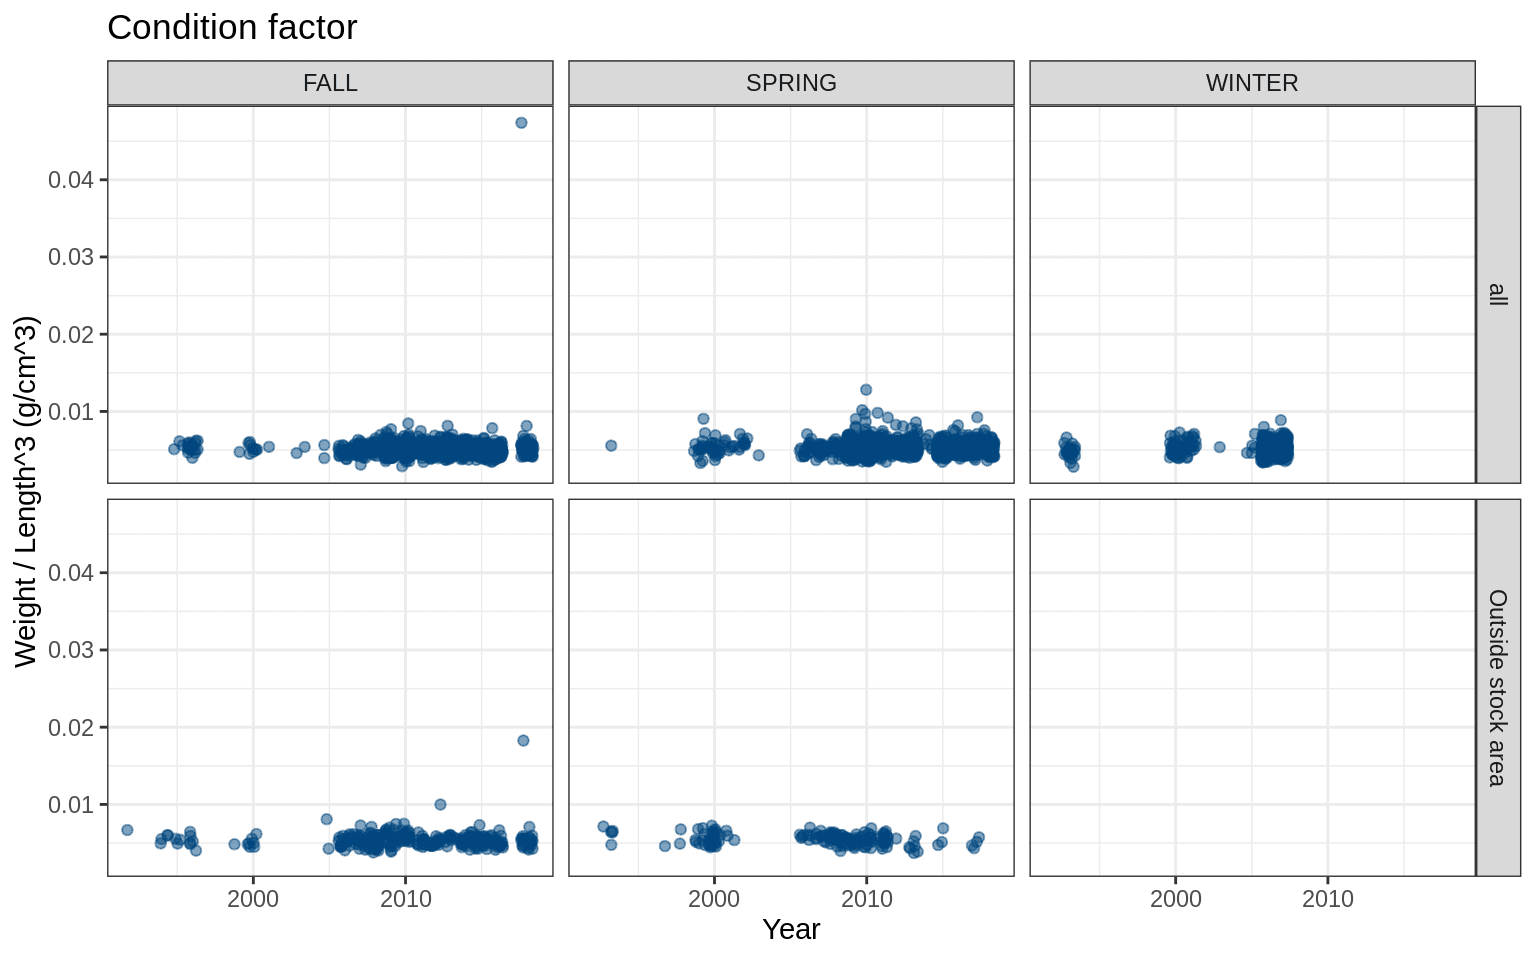 Condition factor
FALL
SPRING
WINTER
0.04
0.03
0.02
0.01
all
Weight / Length^3 (g/cm^3)
0.04
0.03
0.02
0.01
Outside stock area
2000
2010
2000
2010
2000
2010
Year